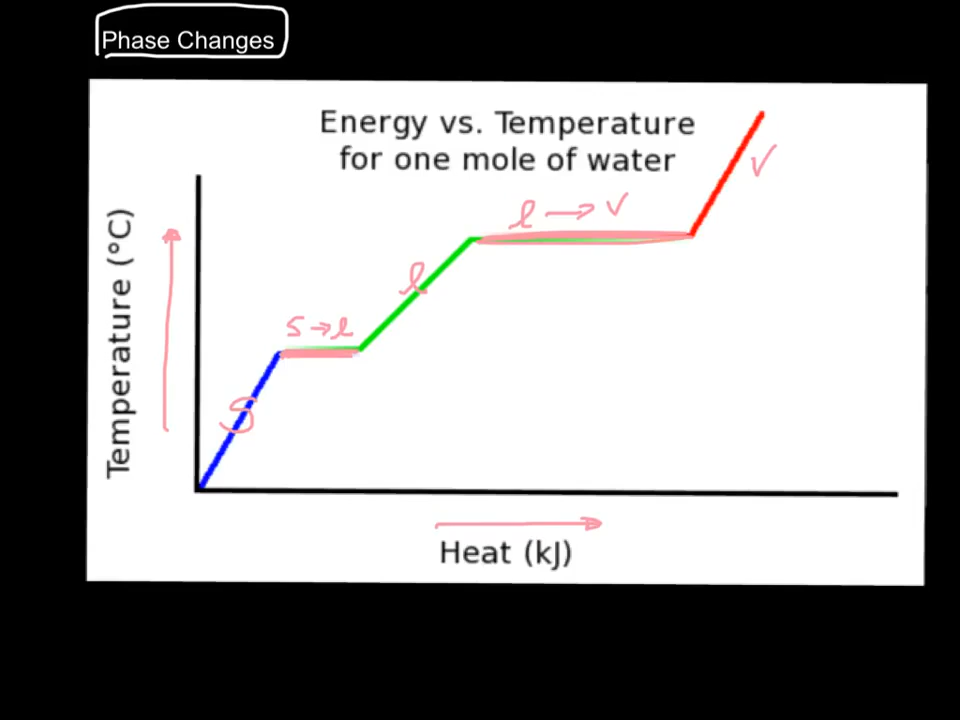 Phase Changes
Energy vs. Temperature
for one mole of water
Temperature (°C)
l → V
V
l
S → l
S
Heat (kJ)